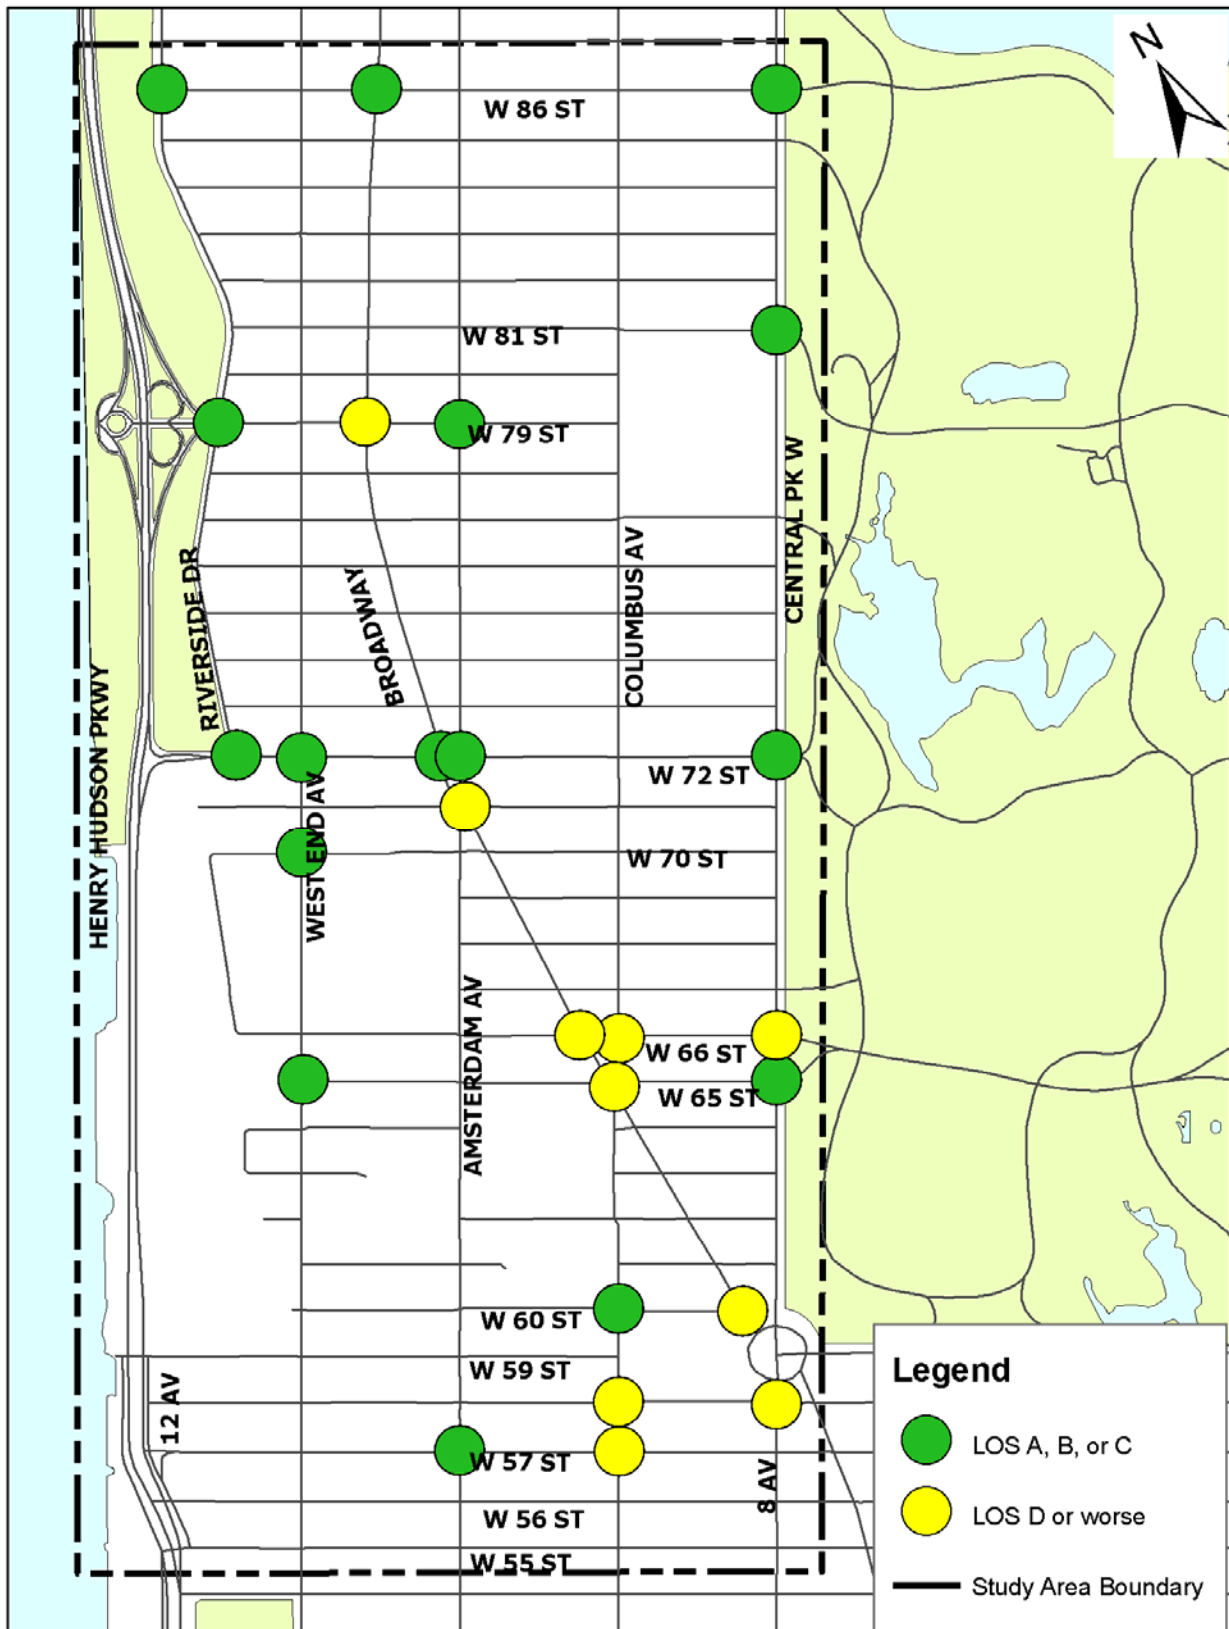 N
W 86 ST
W 81 ST
W 79 ST
CENTRAL PK W
COLUMBUS AV
RIVERSIDE DR
BROADWAY
HENRY HUDSON PKWY
W 72 ST
WEST END AV
W 70 ST
AMSTERDAM AV
W 66 ST
W 65 ST
W 60 ST
W 59 ST
12 AV
W 57 ST
8 AV
W 56 ST
W 55 ST
Legend
LOS A, B, or C
LOS D or worse
Study Area Boundary